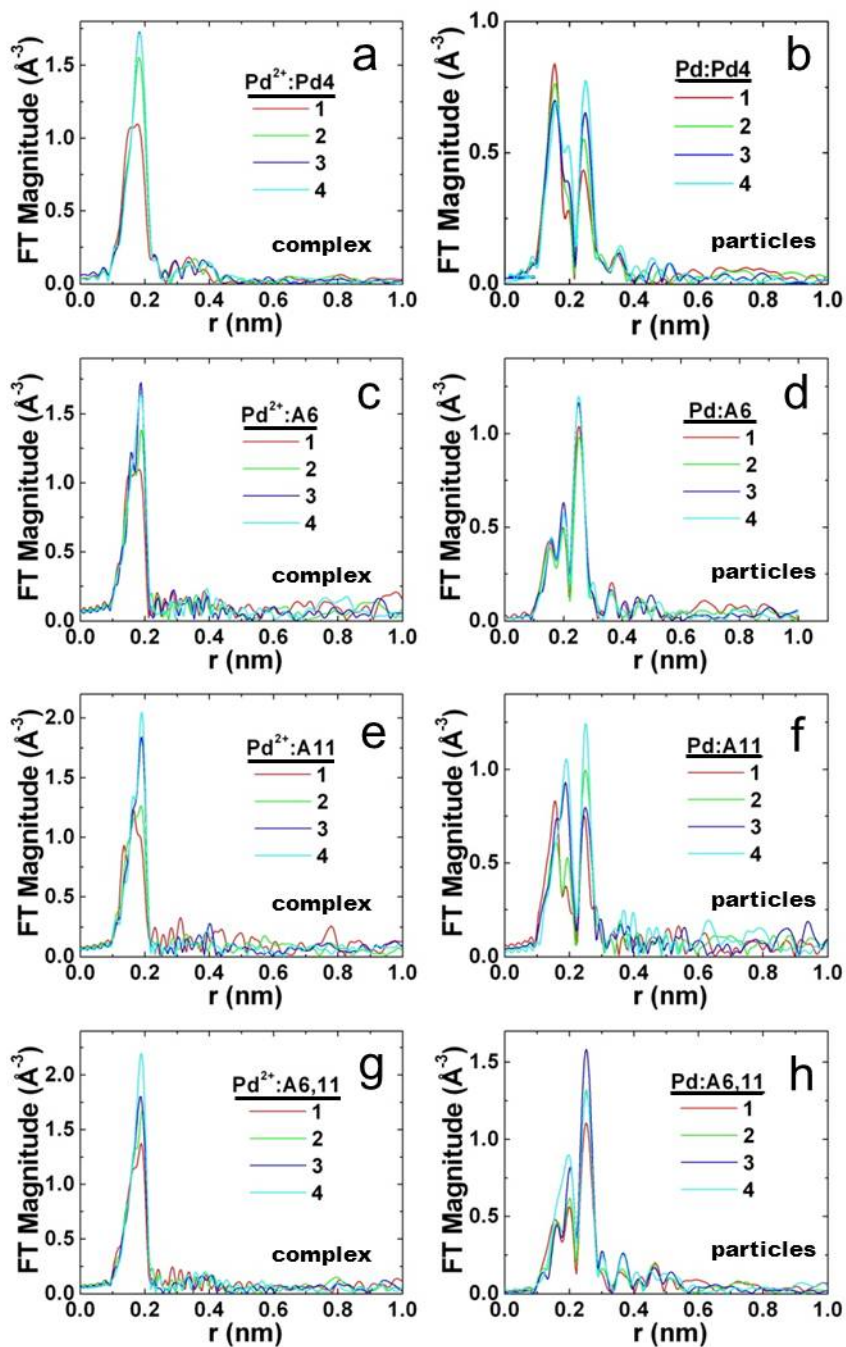 a
Pd²⁺:Pd4
1
2
3
4
complex
FT Magnitude (Å⁻³)
1.5
1.0
0.5
0.0
0.0 0.2 0.4 0.6 0.8 1.0
r (nm)
b
Pd:Pd4
1
2
3
4
particles
FT Magnitude (Å⁻³)
1.0
0.5
0.0
0.0 0.2 0.4 0.6 0.8 1.0
r (nm)
c
Pd²⁺:A6
1
2
3
4
complex
FT Magnitude (Å⁻³)
1.5
1.0
0.5
0.0
0.0 0.2 0.4 0.6 0.8 1.0
r (nm)
d
Pd:A6
1
2
3
4
particles
FT Magnitude (Å⁻³)
1.0
0.5
0.0
0.0 0.2 0.4 0.6 0.8 1.0
r (nm)
e
Pd²⁺:A11
1
2
3
4
complex
FT Magnitude (Å⁻³)
2.0
1.5
1.0
0.5
0.0
0.0 0.2 0.4 0.6 0.8 1.0
r (nm)
f
Pd:A11
1
2
3
4
particles
FT Magnitude (Å⁻³)
1.0
0.5
0.0
0.0 0.2 0.4 0.6 0.8 1.0
r (nm)
g
Pd²⁺:A6,11
1
2
3
4
complex
FT Magnitude (Å⁻³)
2.0
1.5
1.0
0.5
0.0
0.0 0.2 0.4 0.6 0.8 1.0
r (nm)
h
Pd:A6,11
1
2
3
4
particles
FT Magnitude (Å⁻³)
1.5
1.0
0.5
0.0
0.0 0.2 0.4 0.6 0.8 1.0
r (nm)